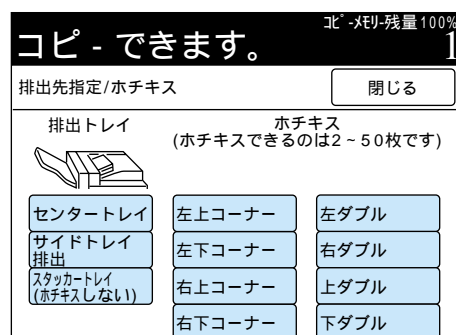 コピ-メモリ-残量100%
コピ - できます。
1
排出先指定/ホチキス
閉じる
排出トレイ
ホチキス
(ホチキスできるのは2~50枚です)
センタートレイ
左上コーナー
左ダブル
サイドトレイ
排出
左下コーナー
右ダブル
スタッカートレイ
(ホチキスしない)
右上コーナー
上ダブル
右下コーナー
下ダブル